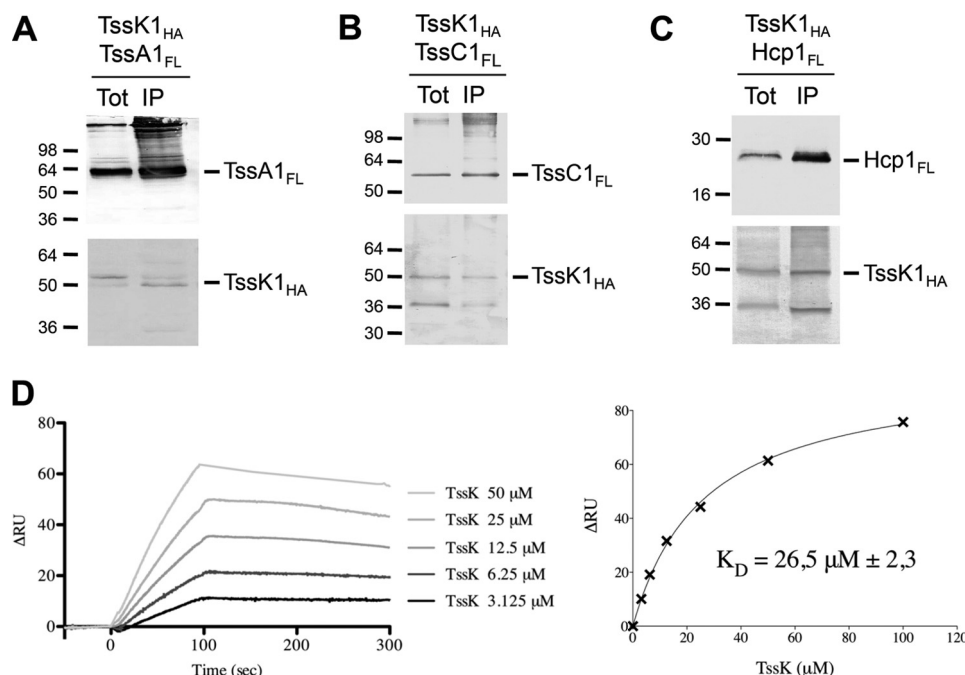 A
TssK1HA
TssA1FL
Tot IP
98
64
50
36
TssA1FL
64
50
36
TssK1HA
B
TssK1HA
TssC1FL
Tot IP
98
64
50
TssC1FL
64
50
36
30
TssK1HA
C
TssK1HA
Hcp1FL
Tot IP
30
16
Hcp1FL
64
50
36
TssK1HA
D
80
60
40
20
0
ΔRU
0 100 200 300
Time (sec)
TssK 50 µM
TssK 25 µM
TssK 12.5 µM
TssK 6.25 µM
TssK 3.125 µM
80
60
40
20
0
ΔRU
KD = 26,5 µM ± 2,3
0 20 40 60 80 100
TssK (µM)